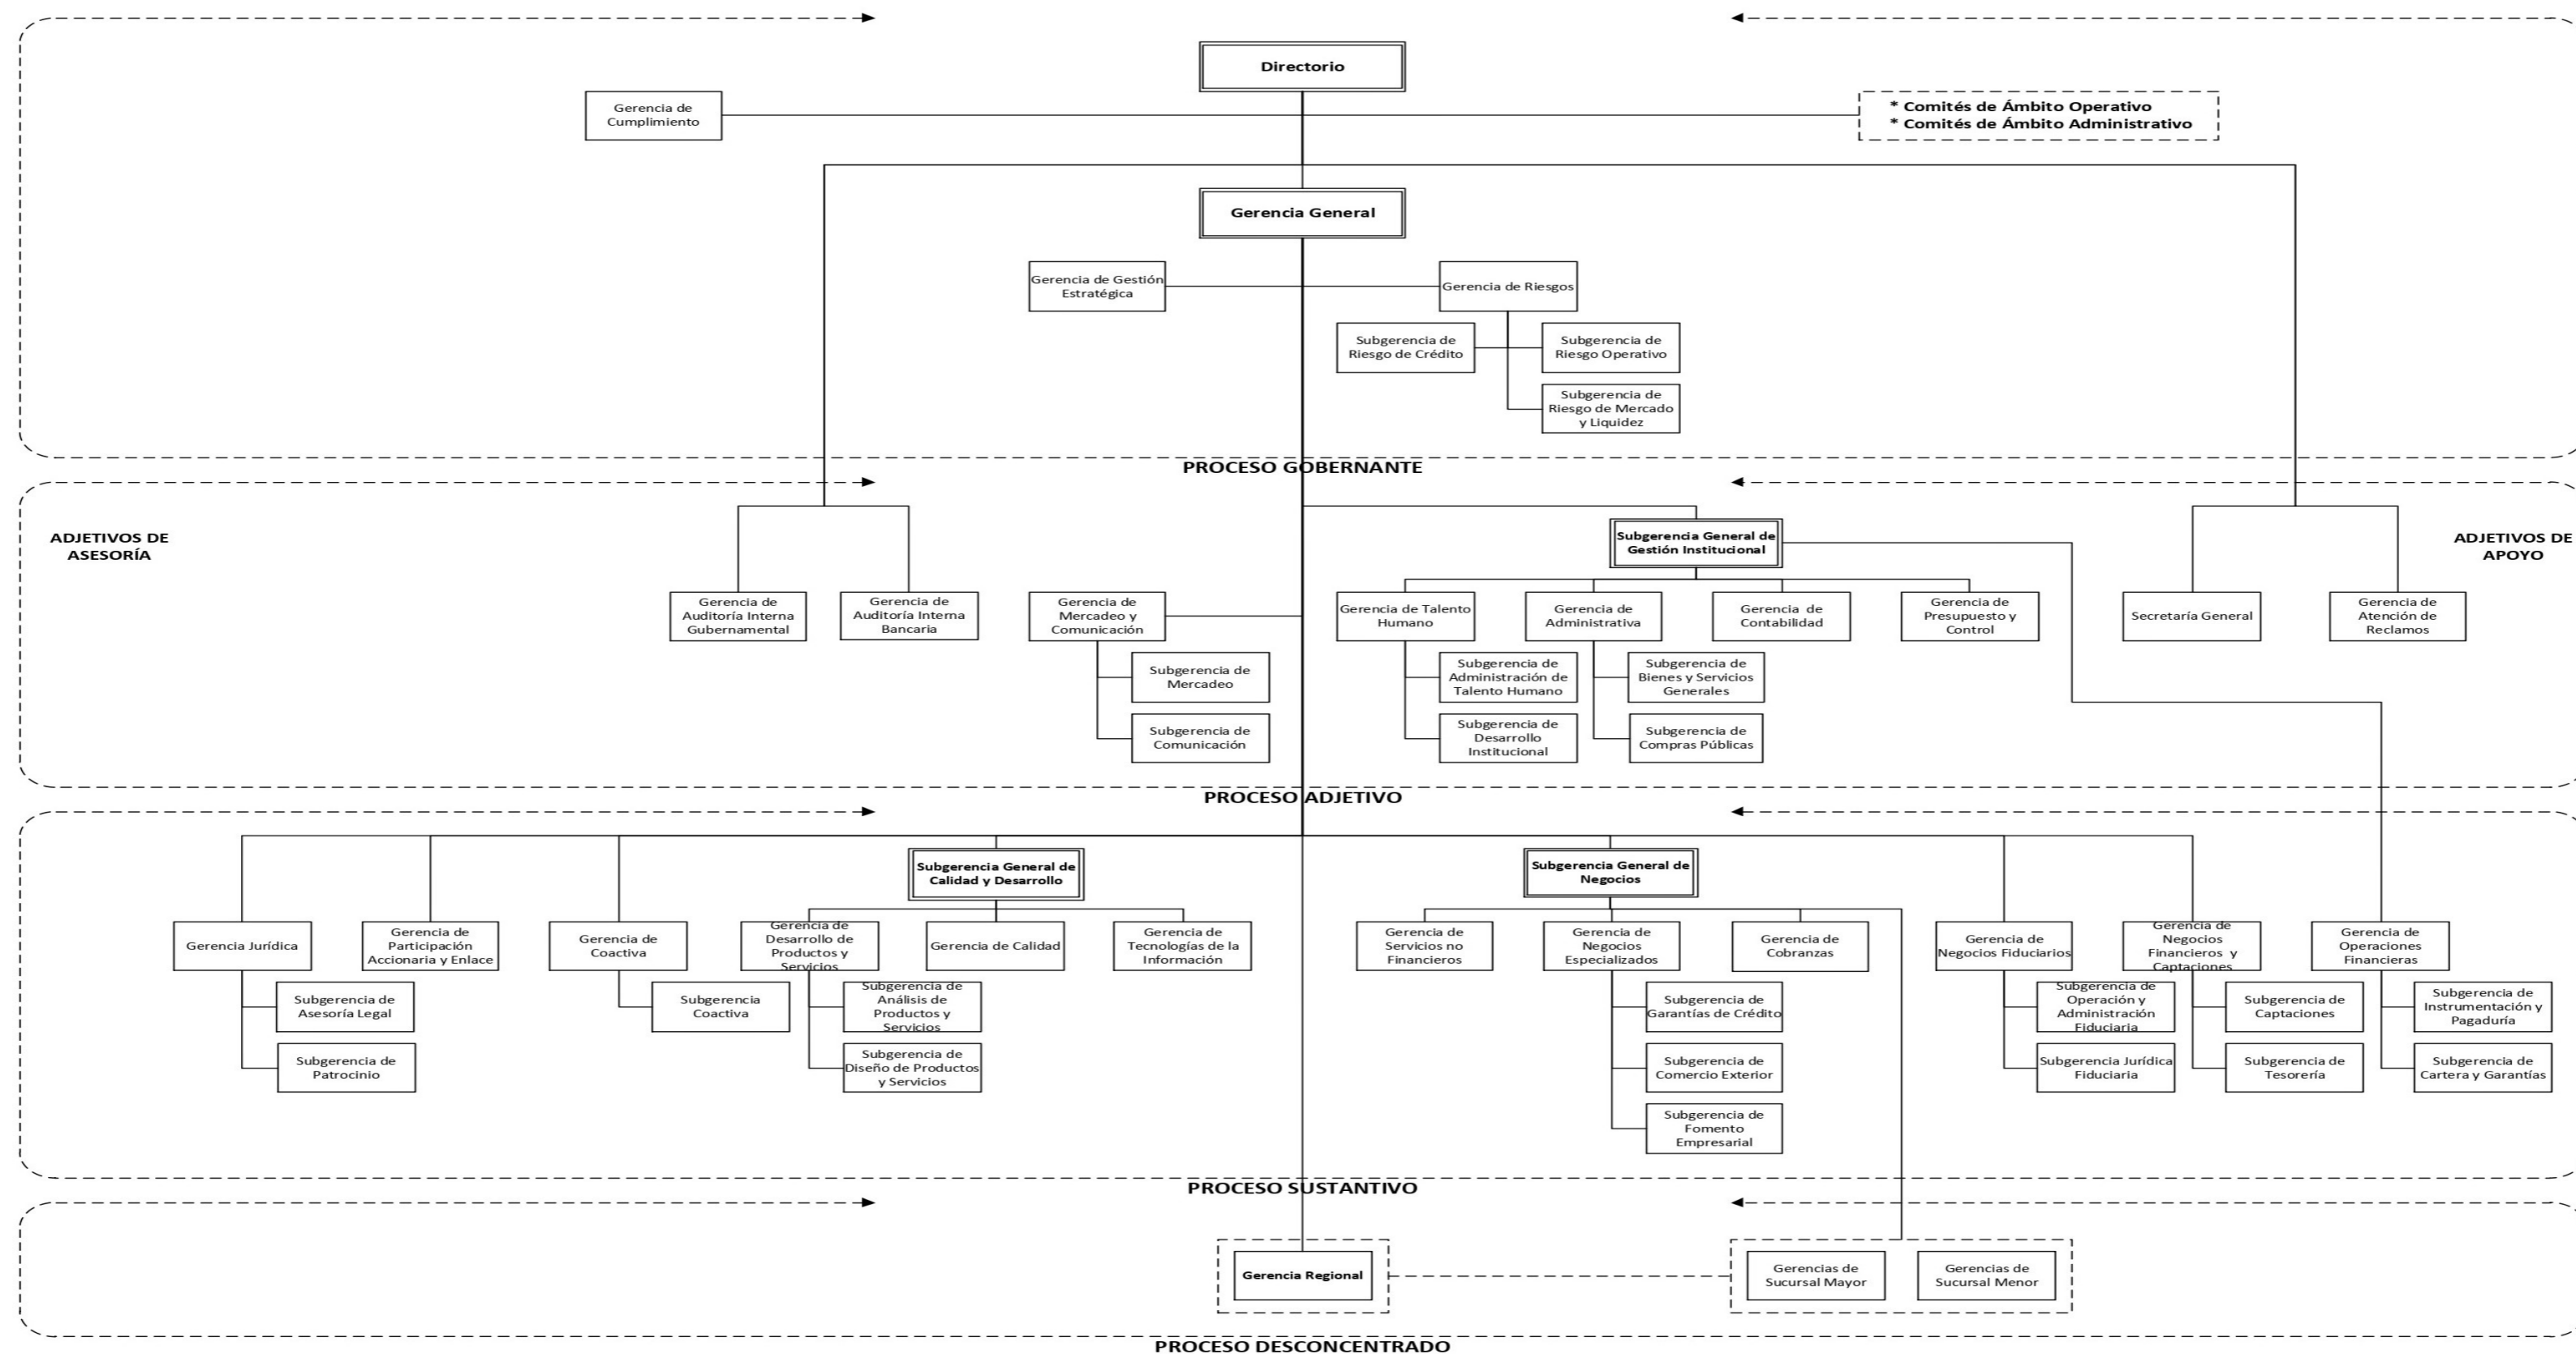 Directorio
Gerencia de
Cumplimiento
* Comités de Ámbito Operativo
* Comités de Ámbito Administrativo
Gerencia General
Gerencia de Gestión
Estratégica
Gerencia de Riesgos
Subgerencia de
Riesgo de Crédito
Subgerencia de
Riesgo Operativo
Subgerencia de
Riesgo de Mercado
y Liquidez
PROCESO GOBERNANTE
ADJETIVOS DE
ASESORÍA
Subgerencia General de
Gestión Institucional
ADJETIVOS DE
APOYO
Gerencia de
Auditoría Interna
Gubernamental
Gerencia de
Auditoría Interna
Bancaria
Gerencia de
Mercadeo y
Comunicación
Gerencia de Talento
Humano
Gerencia de
Administrativa
Gerencia de
Contabilidad
Gerencia de
Presupuesto y
Control
Secretaría General
Gerencia de
Atención de
Reclamos
Subgerencia de
Mercadeo
Subgerencia de
Administración de
Talento Humano
Subgerencia de
Bienes y Servicios
Generales
Subgerencia de
Comunicación
Subgerencia de
Desarrollo
Institucional
Subgerencia de
Compras Públicas
PROCESO ADJETIVO
Subgerencia General de
Calidad y Desarrollo
Subgerencia General de
Negocios
Gerencia Jurídica
Gerencia de
Participación
Accionaria y Enlace
Gerencia de
Coactiva
Gerencia de
Desarrollo de
Productos y
Servicios
Gerencia de Calidad
Gerencia de
Tecnologías de la
Información
Gerencia de
Servicios no
Financieros
Gerencia de
Negocios
Especializados
Gerencia de
Cobranzas
Gerencia de
Negocios Fiduciarios
Gerencia de
Negocios
Financieros y
Captaciones
Gerencia de
Operaciones
Financieras
Subgerencia de
Asesoría Legal
Subgerencia
Coactiva
Subgerencia de
Análisis de
Productos y
Servicios
Subgerencia de
Garantías de Crédito
Subgerencia de
Operación y
Administración
Fiduciaria
Subgerencia de
Captaciones
Subgerencia de
Instrumentación y
Pagaduría
Subgerencia de
Patrocinio
Subgerencia de
Diseño de Productos
y Servicios
Subgerencia de
Comercio Exterior
Subgerencia Jurídica
Fiduciaria
Subgerencia de
Tesorería
Subgerencia de
Cartera y Garantías
Subgerencia de
Fomento
Empresarial
PROCESO SUSTANTIVO
Gerencia Regional
Gerencias de
Sucursal Mayor
Gerencias de
Sucursal Menor
PROCESO DESCONCENTRADO